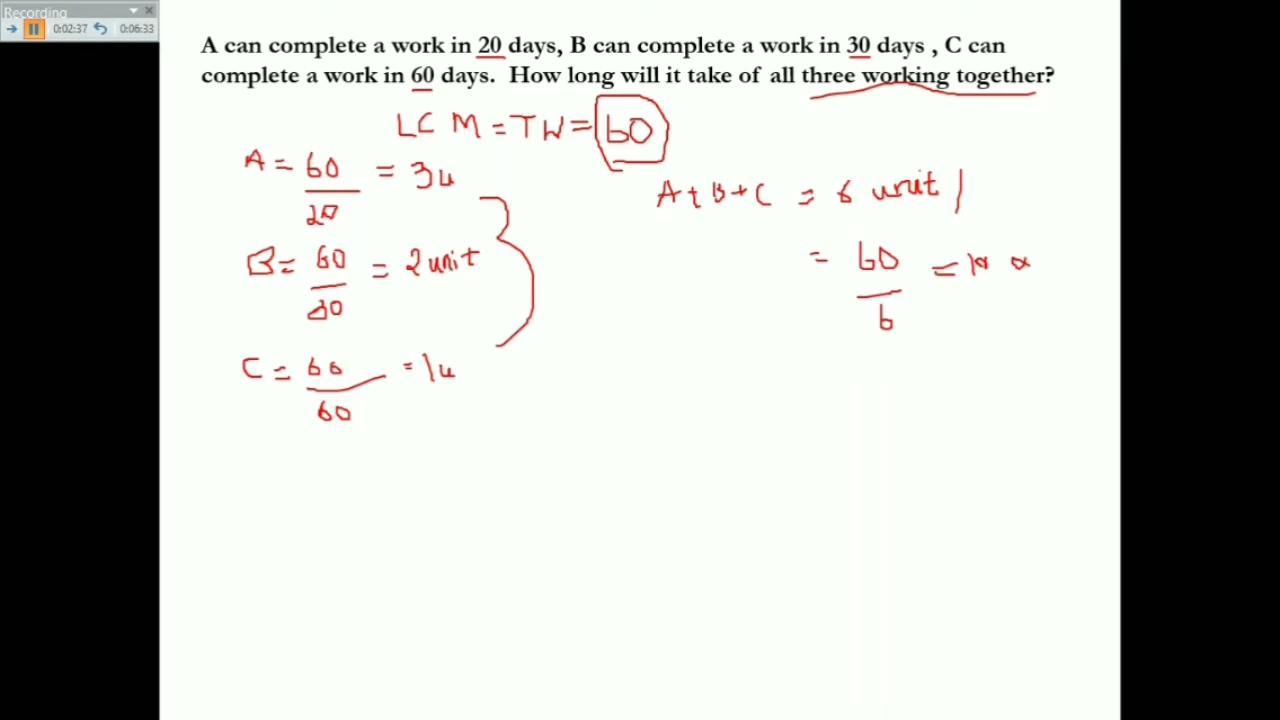 Recording
0:02:37 0:06:33
A can complete a work in 20 days, B can complete a work in 30 days , C can
complete a work in 60 days. How long will it take of all three working together?
LCM = TW = 60
A = 60/20 = 3u
A+B+C = 6 unit
B = 60/30 = 2 unit
= 60/6 =
C = 60/60 = 1u